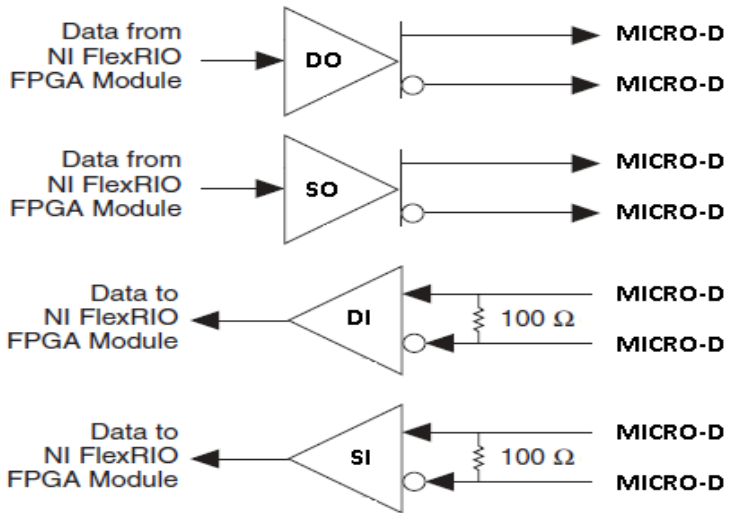 Data from
NI FlexRIO
FPGA Module
DO
MICRO-D
MICRO-D
Data from
NI FlexRIO
FPGA Module
SO
MICRO-D
MICRO-D
Data to
NI FlexRIO
FPGA Module
DI
100 Ω
MICRO-D
MICRO-D
Data to
NI FlexRIO
FPGA Module
SI
100 Ω
MICRO-D
MICRO-D